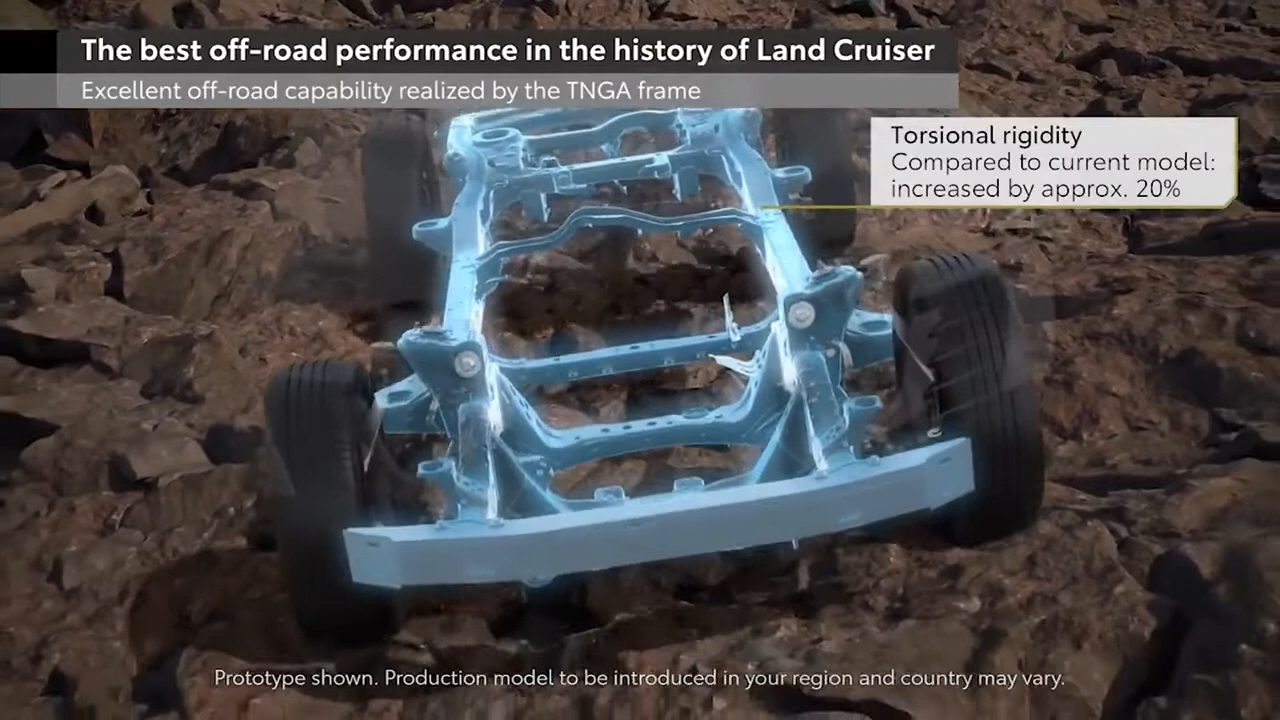 The best off-road performance in the history of Land Cruiser
Excellent off-road capability realized by the TNGA frame
Torsional rigidity
Compared to current model:
increased by approx. 20%
Prototype shown. Production model to be introduced in your region and country may vary.